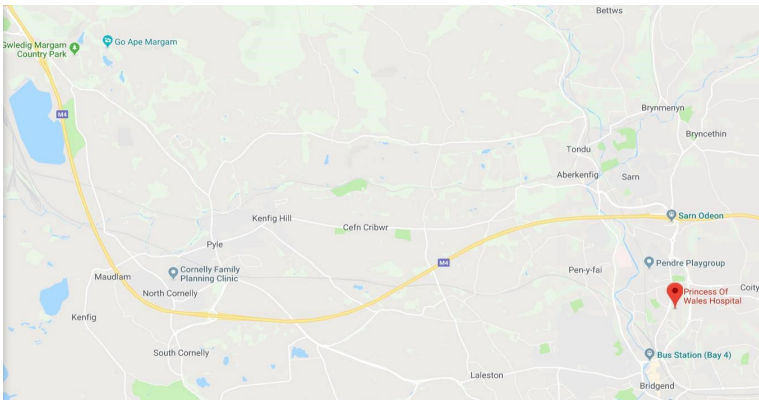 Bettws
Gwledig Margam
Country Park
Go Ape Margam
M4
Brynmenyn
Bryncethin
Tondu
Aberkenfig
Sarn
Sarn Odeon
Kenfig Hill
Cefn Cribwr
Pyle
M4
Pen-y-fai
Pendre Playgroup
Maudlam
Cornelly Family
Planning Clinic
North Cornelly
Princess Of
Wales Hospital
Coity
Kenfig
South Cornelly
Bus Station (Bay 4)
Laleston
Bridgend